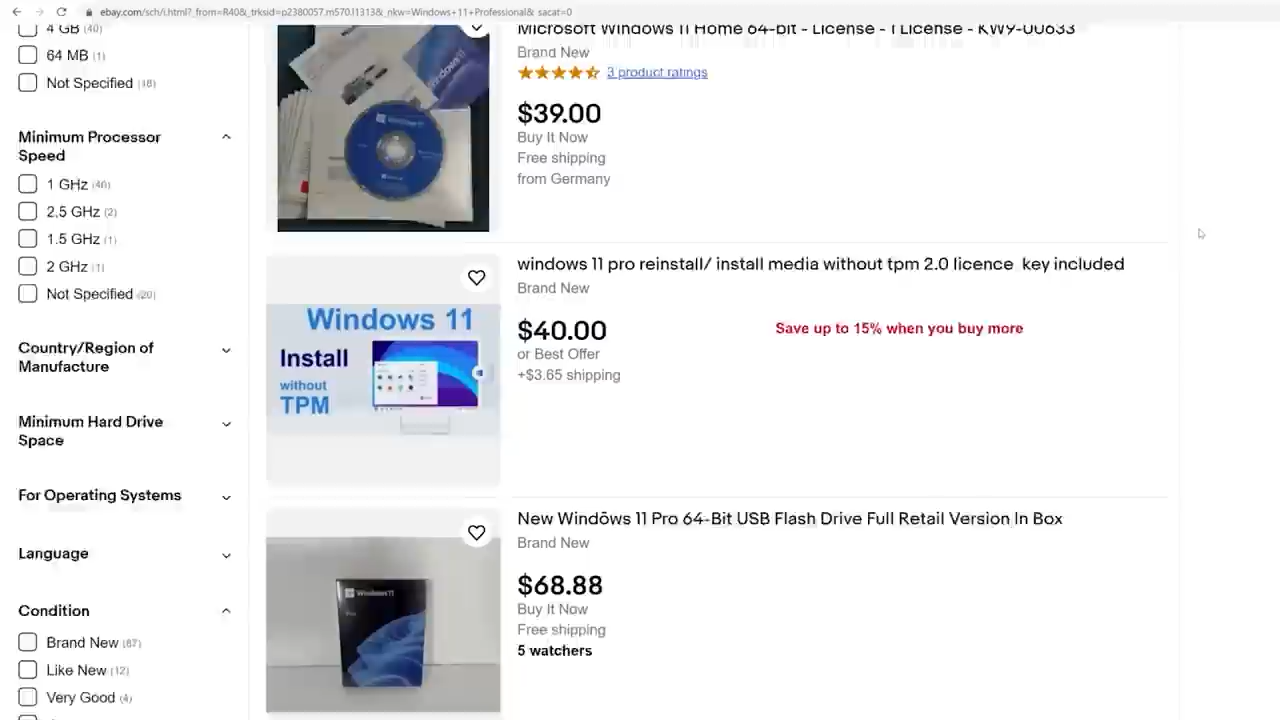 ebay.com/sch/i.html?_from=R40&_trksid=p2380057.m570.l1313&_nkw=Windows+11+Professional&_sacat=0
4 GB (40)
64 MB (1)
Not Specified (18)
Minimum Processor
Speed
1 GHz (40)
2.5 GHz (2)
1.5 GHz (1)
2 GHz (1)
Not Specified (20)
Country/Region of
Manufacture
Minimum Hard Drive
Space
For Operating Systems
Language
Condition
Brand New (87)
Like New (12)
Very Good (4)
Microsoft Windows 11 Home 64-bit - License - 1 License - KW9-00633
Brand New
3 product ratings
$39.00
Buy It Now
Free shipping
from Germany
Windows 11
windows 11 pro reinstall/ install media without tpm 2.0 licence key included
Brand New
$40.00
or Best Offer
+$3.65 shipping
Save up to 15% when you buy more
Windows 11
Install
without
TPM
New Windows 11 Pro 64-Bit USB Flash Drive Full Retail Version In Box
Brand New
$68.88
Buy It Now
Free shipping
5 watchers
Windows 11